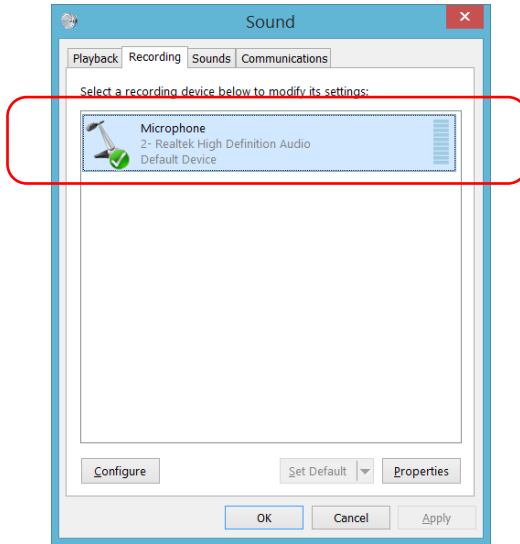 Sound
Playback Recording Sounds Communications
Select a recording device below to modify its settings:
Microphone
2- Realtek High Definition Audio
Default Device
Configure Set Default Properties
OK Cancel Apply